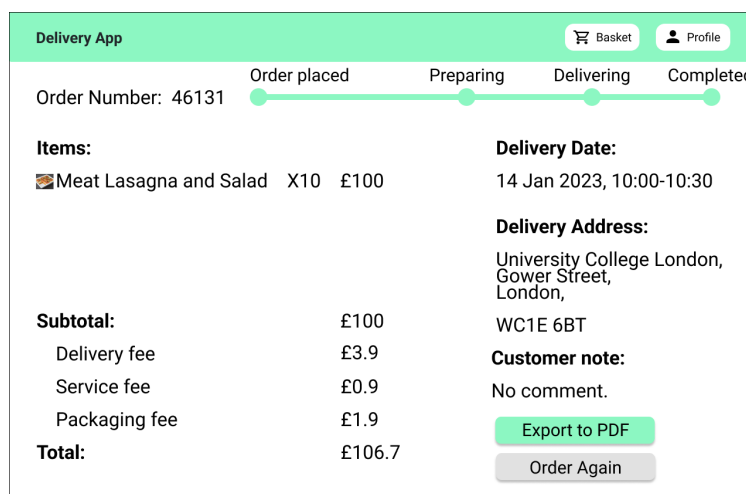 Delivery App
Basket
Profile
Order placed
Preparing
Delivering
Completed
Order Number: 46131
Items:
Meat Lasagna and Salad X10 £100
Subtotal: £100
Delivery fee £3.9
Service fee £0.9
Packaging fee £1.9
Total: £106.7
Delivery Date:
14 Jan 2023, 10:00-10:30
Delivery Address:
University College London,
Gower Street,
London,
WC1E 6BT
Customer note:
No comment.
Export to PDF
Order Again